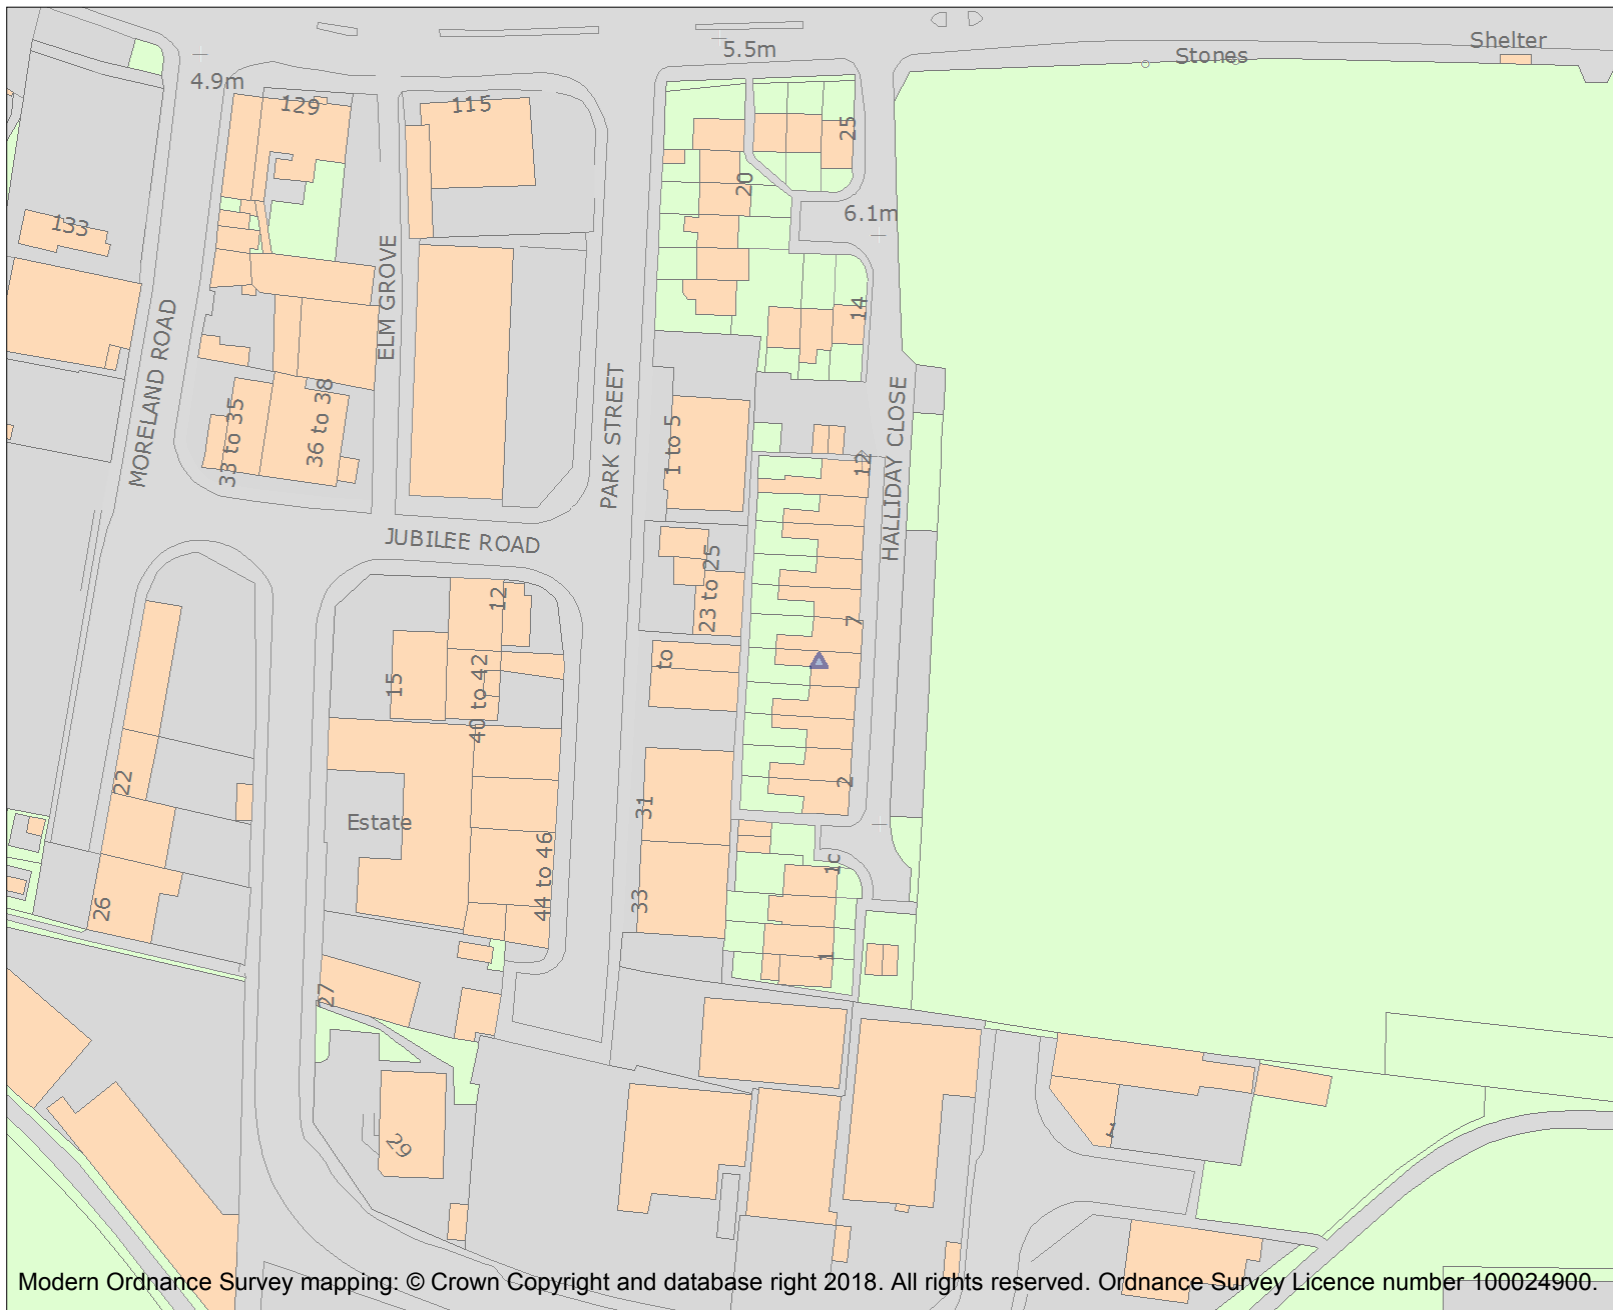 Shelter
Stones
5.5m
4.9m
129
115
25
20
133
6.1m
ELM GROVE
14
MORELAND ROAD
PARK STREET
HALLIDAY CLOSE
33 to 35
36 to 38
1 to 5
12
JUBILEE ROAD
23 to 25
12
7
to
15
40 to 42
22
2
31
Estate
44 to 46
1c
33
26
1
27
29
1
Modern Ordnance Survey mapping: © Crown Copyright and database right 2018. All rights reserved. Ordnance Survey Licence number 100024900.